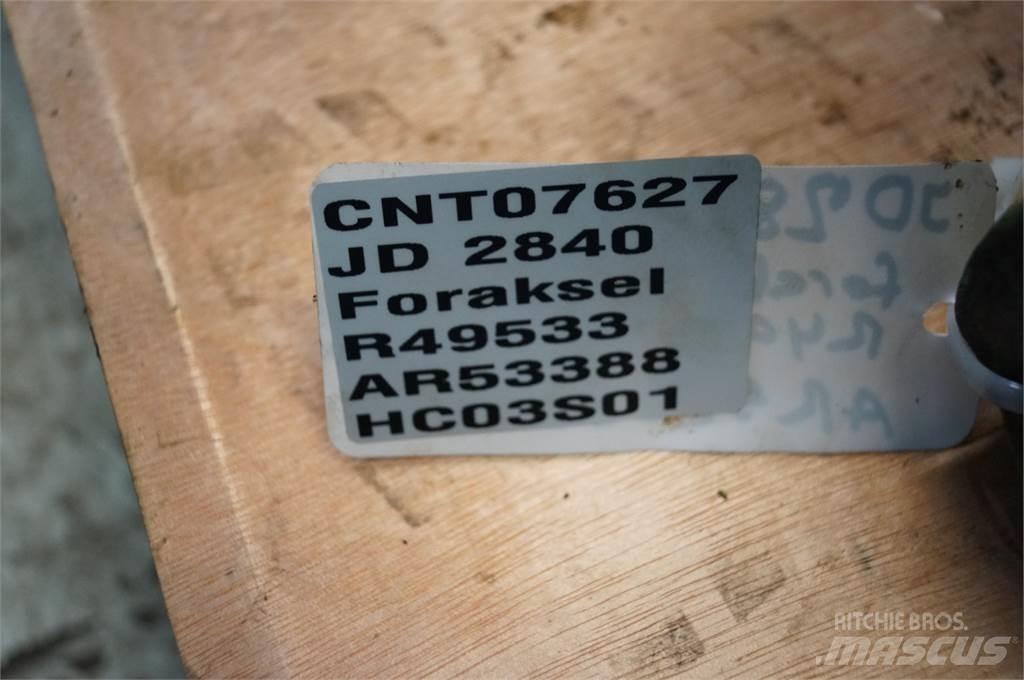 CNT07627
JD 2840
Foraksel
R49533
AR53388
HC03S01
RITCHIE BROS.
MASCUS